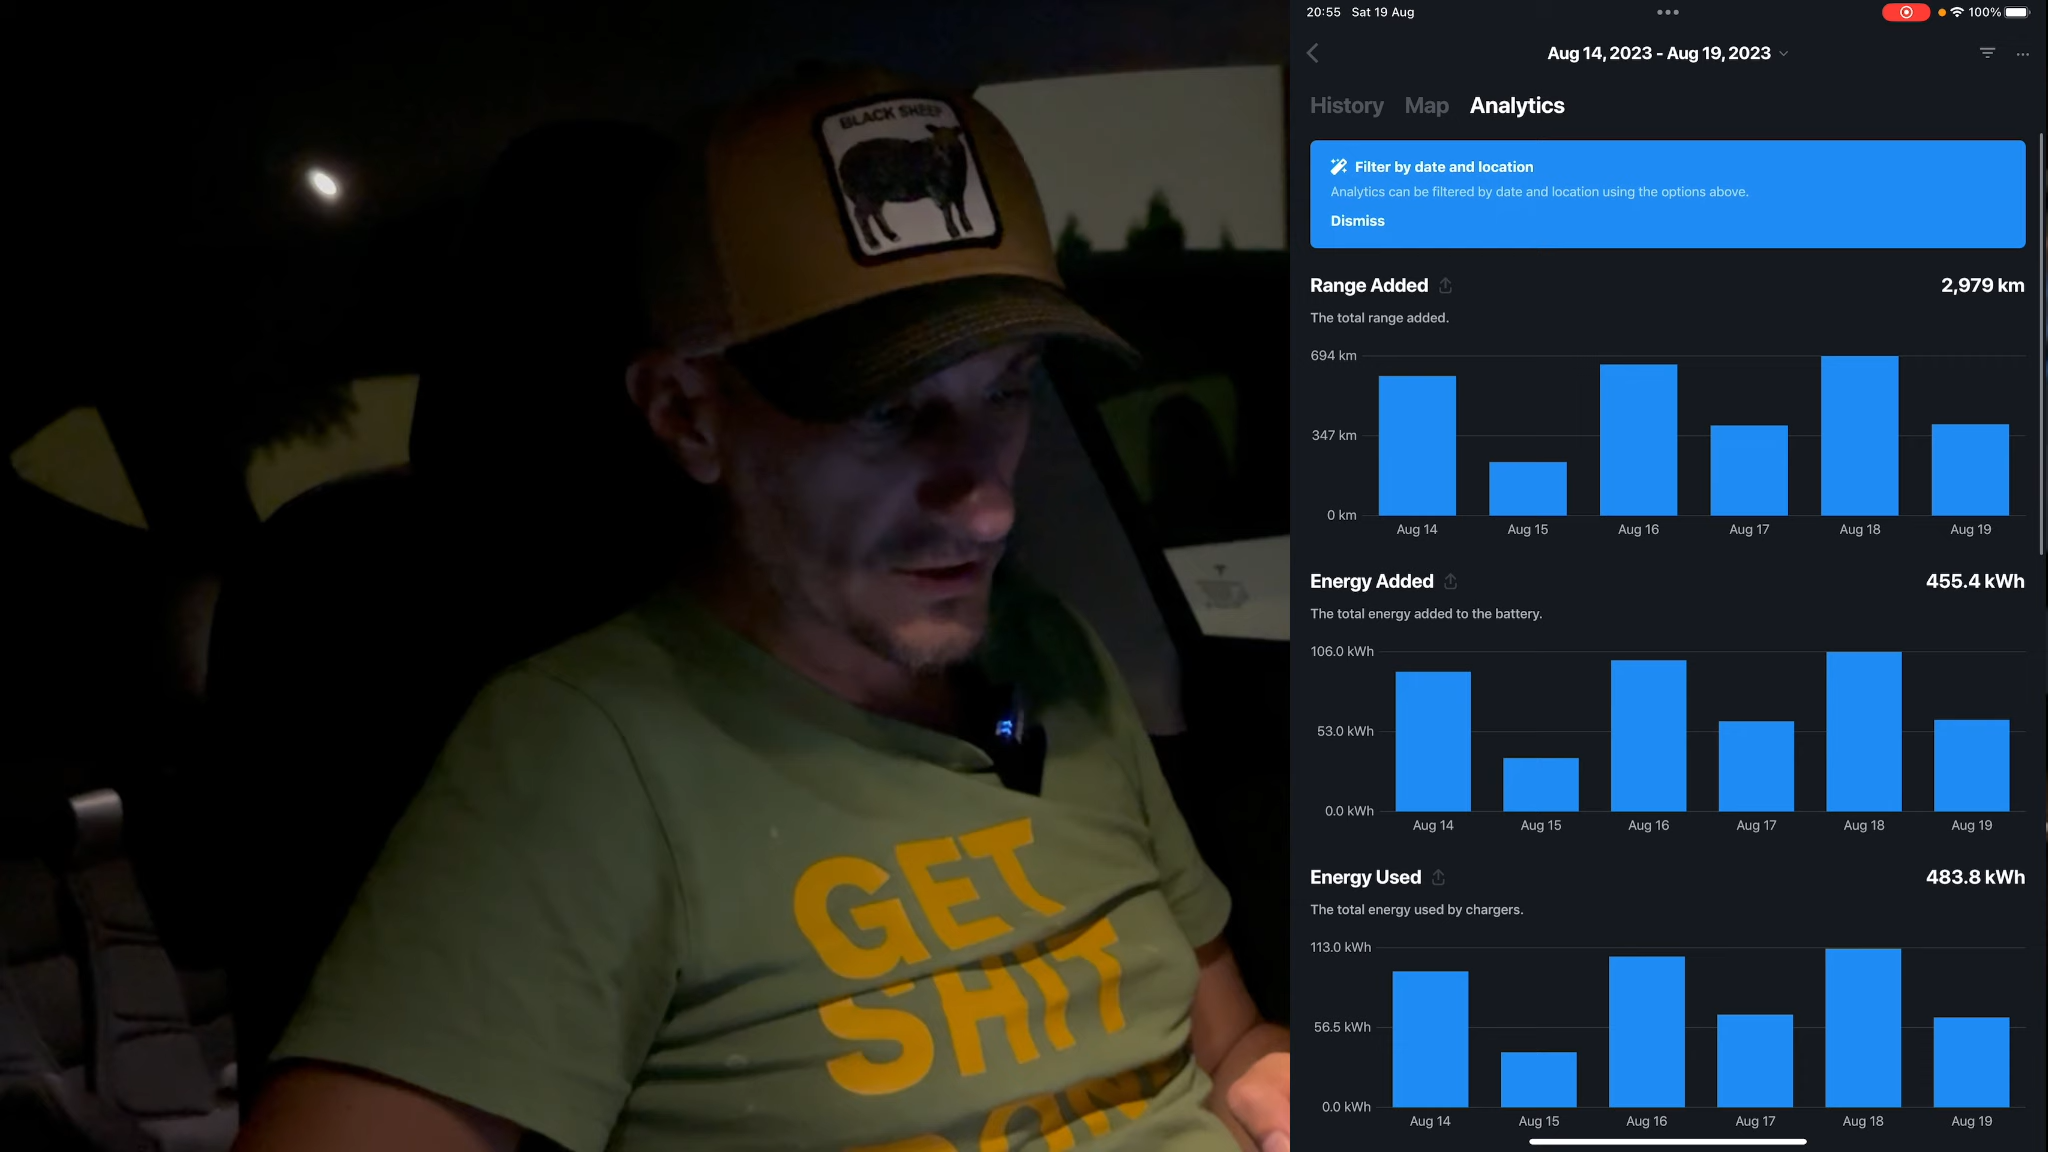 BLACK SHEEP
GET
SHIT
DONE
20:55 Sat 19 Aug
100%
Aug 14, 2023 - Aug 19, 2023
History Map Analytics
Filter by date and location
Analytics can be filtered by date and location using the options above.
Dismiss
Range Added 2,979 km
The total range added.
694 km
347 km
0 km
Aug 14 Aug 15 Aug 16 Aug 17 Aug 18 Aug 19
Energy Added 455.4 kWh
The total energy added to the battery.
106.0 kWh
53.0 kWh
0.0 kWh
Aug 14 Aug 15 Aug 16 Aug 17 Aug 18 Aug 19
Energy Used 483.8 kWh
The total energy used by chargers.
113.0 kWh
56.5 kWh
0.0 kWh
Aug 14 Aug 15 Aug 16 Aug 17 Aug 18 Aug 19